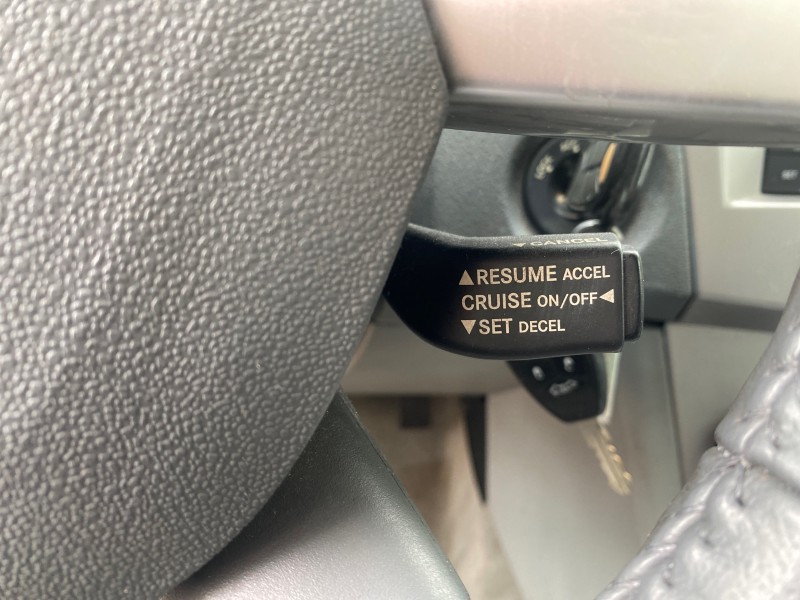 ▼ CANCEL
▲RESUME ACCEL
CRUISE ON/OFF◀
▼SET DECEL